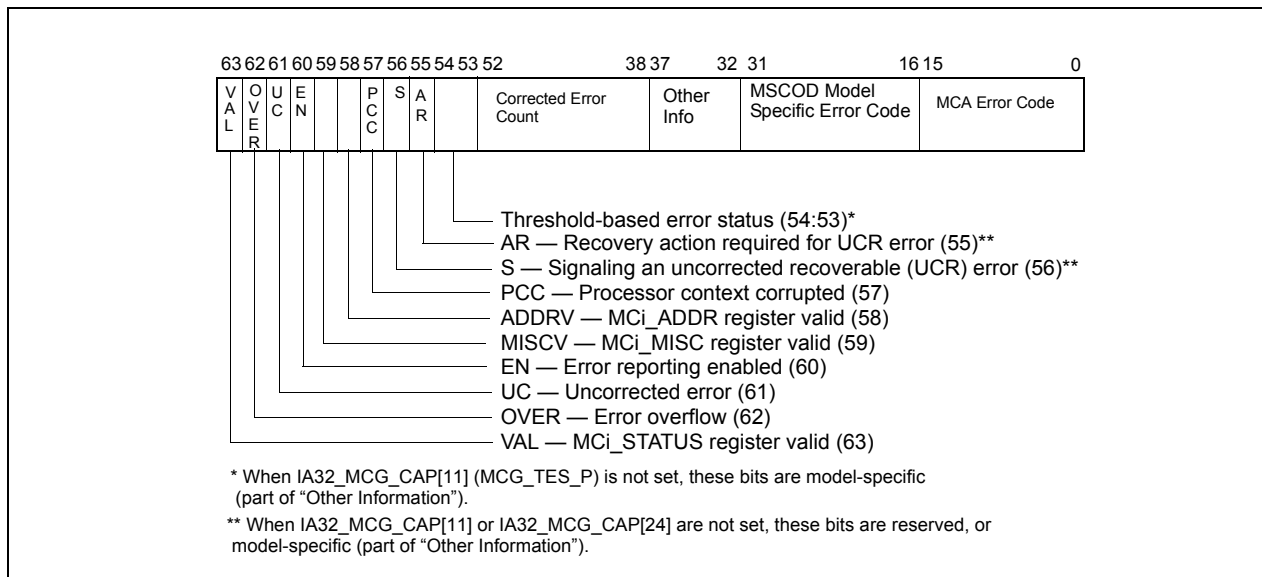 63 62 61 60 59 58 57 56 55 54 53 52 38 37 32 31 16 15 0
VAL OVER UC EN PCC S AR Corrected Error Count Other Info MSCOD Model Specific Error Code MCA Error Code
Threshold-based error status (54:53)*
AR — Recovery action required for UCR error (55)**
S — Signaling an uncorrected recoverable (UCR) error (56)**
PCC — Processor context corrupted (57)
ADDRV — MCi_ADDR register valid (58)
MISCV — MCi_MISC register valid (59)
EN — Error reporting enabled (60)
UC — Uncorrected error (61)
OVER — Error overflow (62)
VAL — MCi_STATUS register valid (63)
* When IA32_MCG_CAP[11] (MCG_TES_P) is not set, these bits are model-specific
(part of “Other Information”).
** When IA32_MCG_CAP[11] or IA32_MCG_CAP[24] are not set, these bits are reserved, or
model-specific (part of “Other Information”).